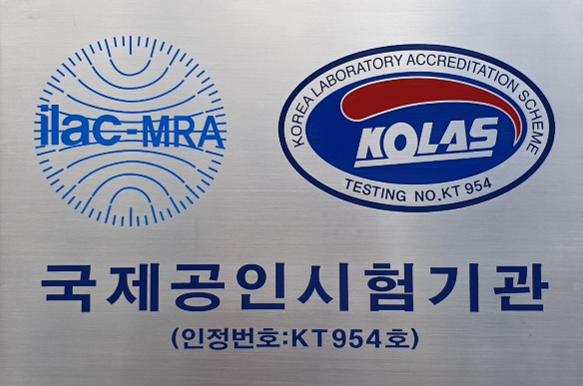 ilac-MRA
KOREA LABORATORY ACCREDITATION SCHEME
KOLAS
TESTING NO.KT 954
국제공인시험기관
(인정번호:KT954호)